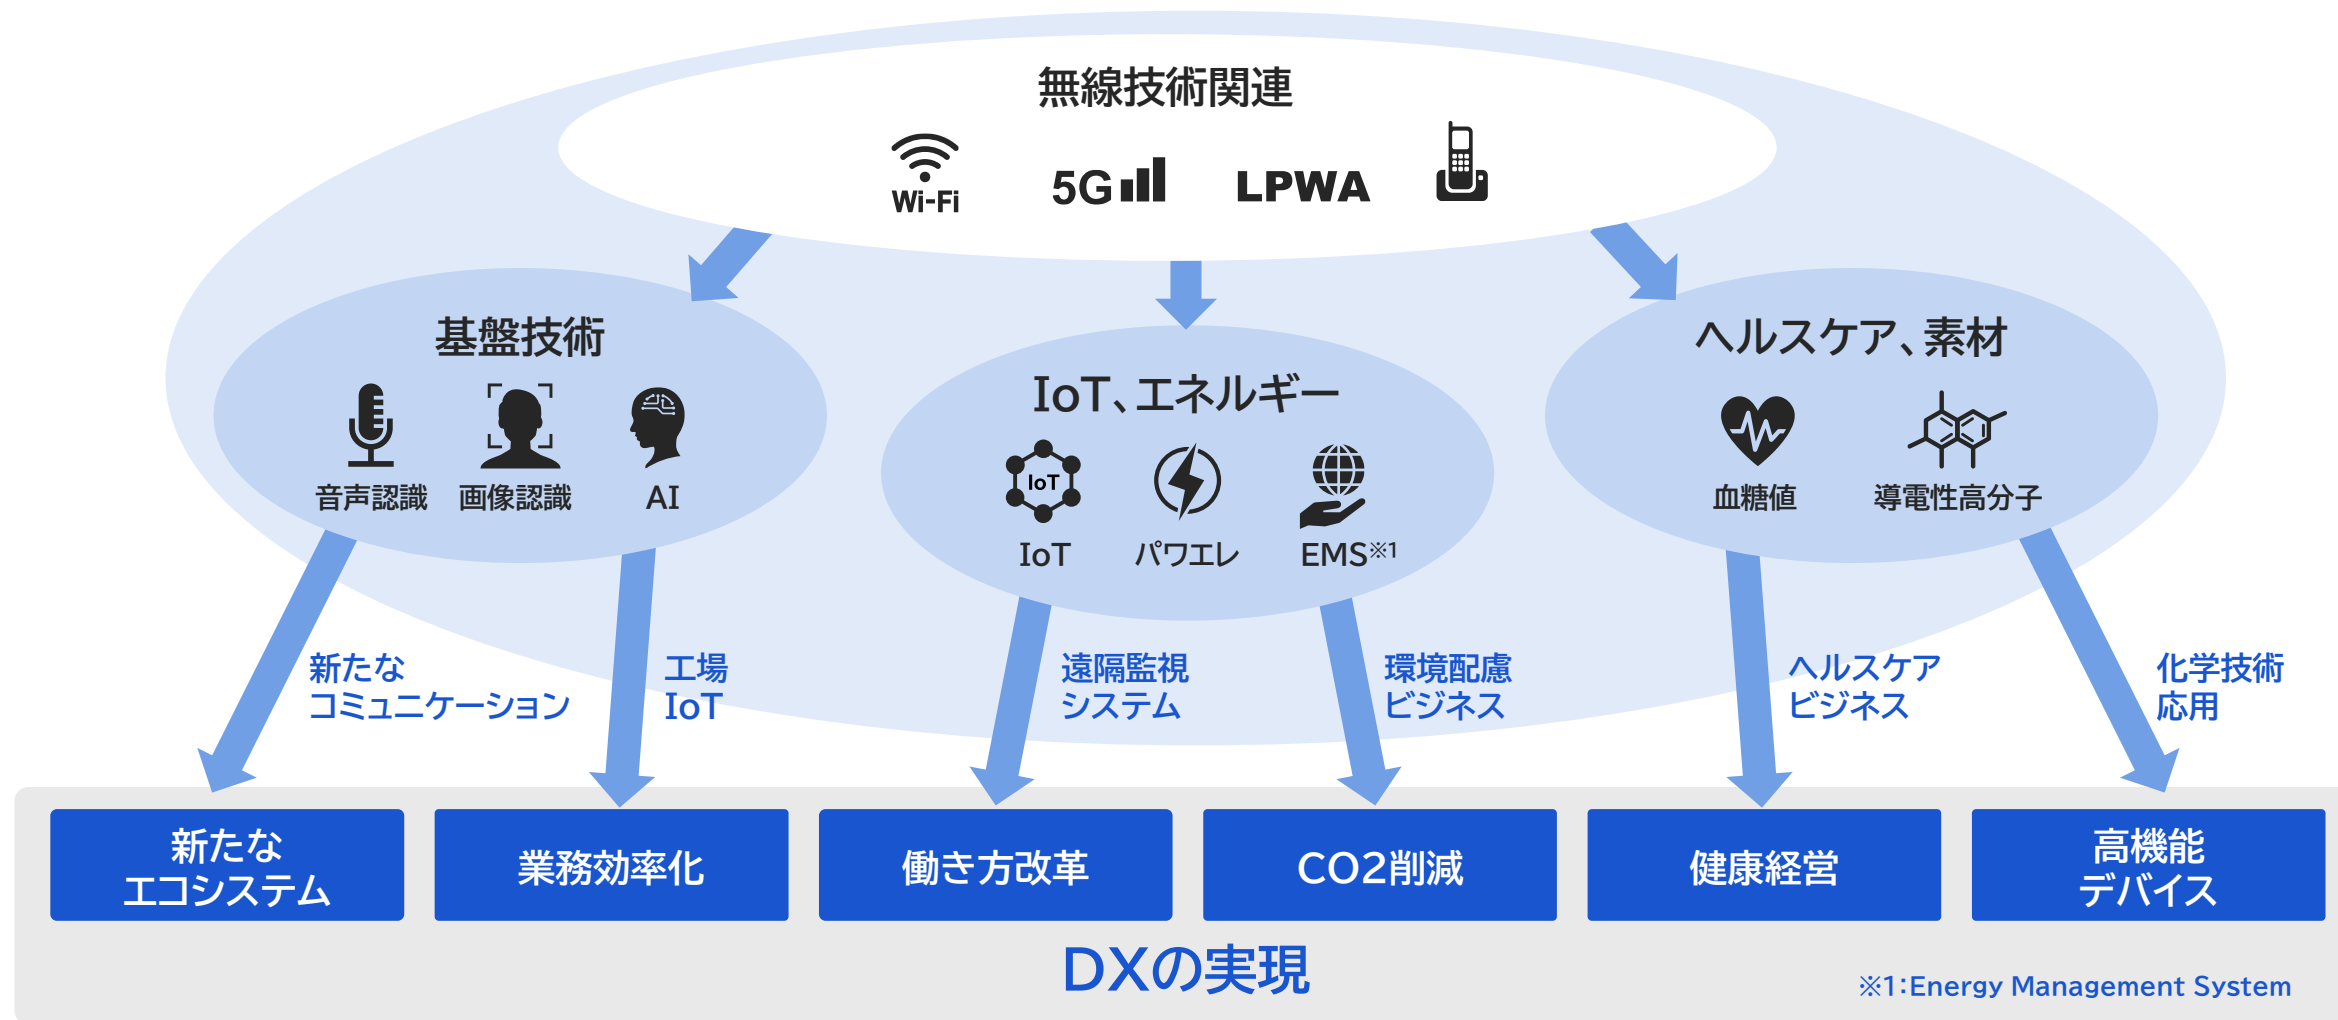 無線技術関連
Wi-Fi
5G
LPWA
基盤技術
音声認識
画像認識
AI
IoT、エネルギー
IoT
IoT
パワエレ
EMS※1
ヘルスケア、素材
血糖値
導電性高分子
新たな
コミュニケーション
工場
IoT
遠隔監視
システム
環境配慮
ビジネス
ヘルスケア
ビジネス
化学技術
応用
新たな
エコシステム
業務効率化
働き方改革
CO2削減
健康経営
高機能
デバイス
DXの実現
※1:Energy Management System